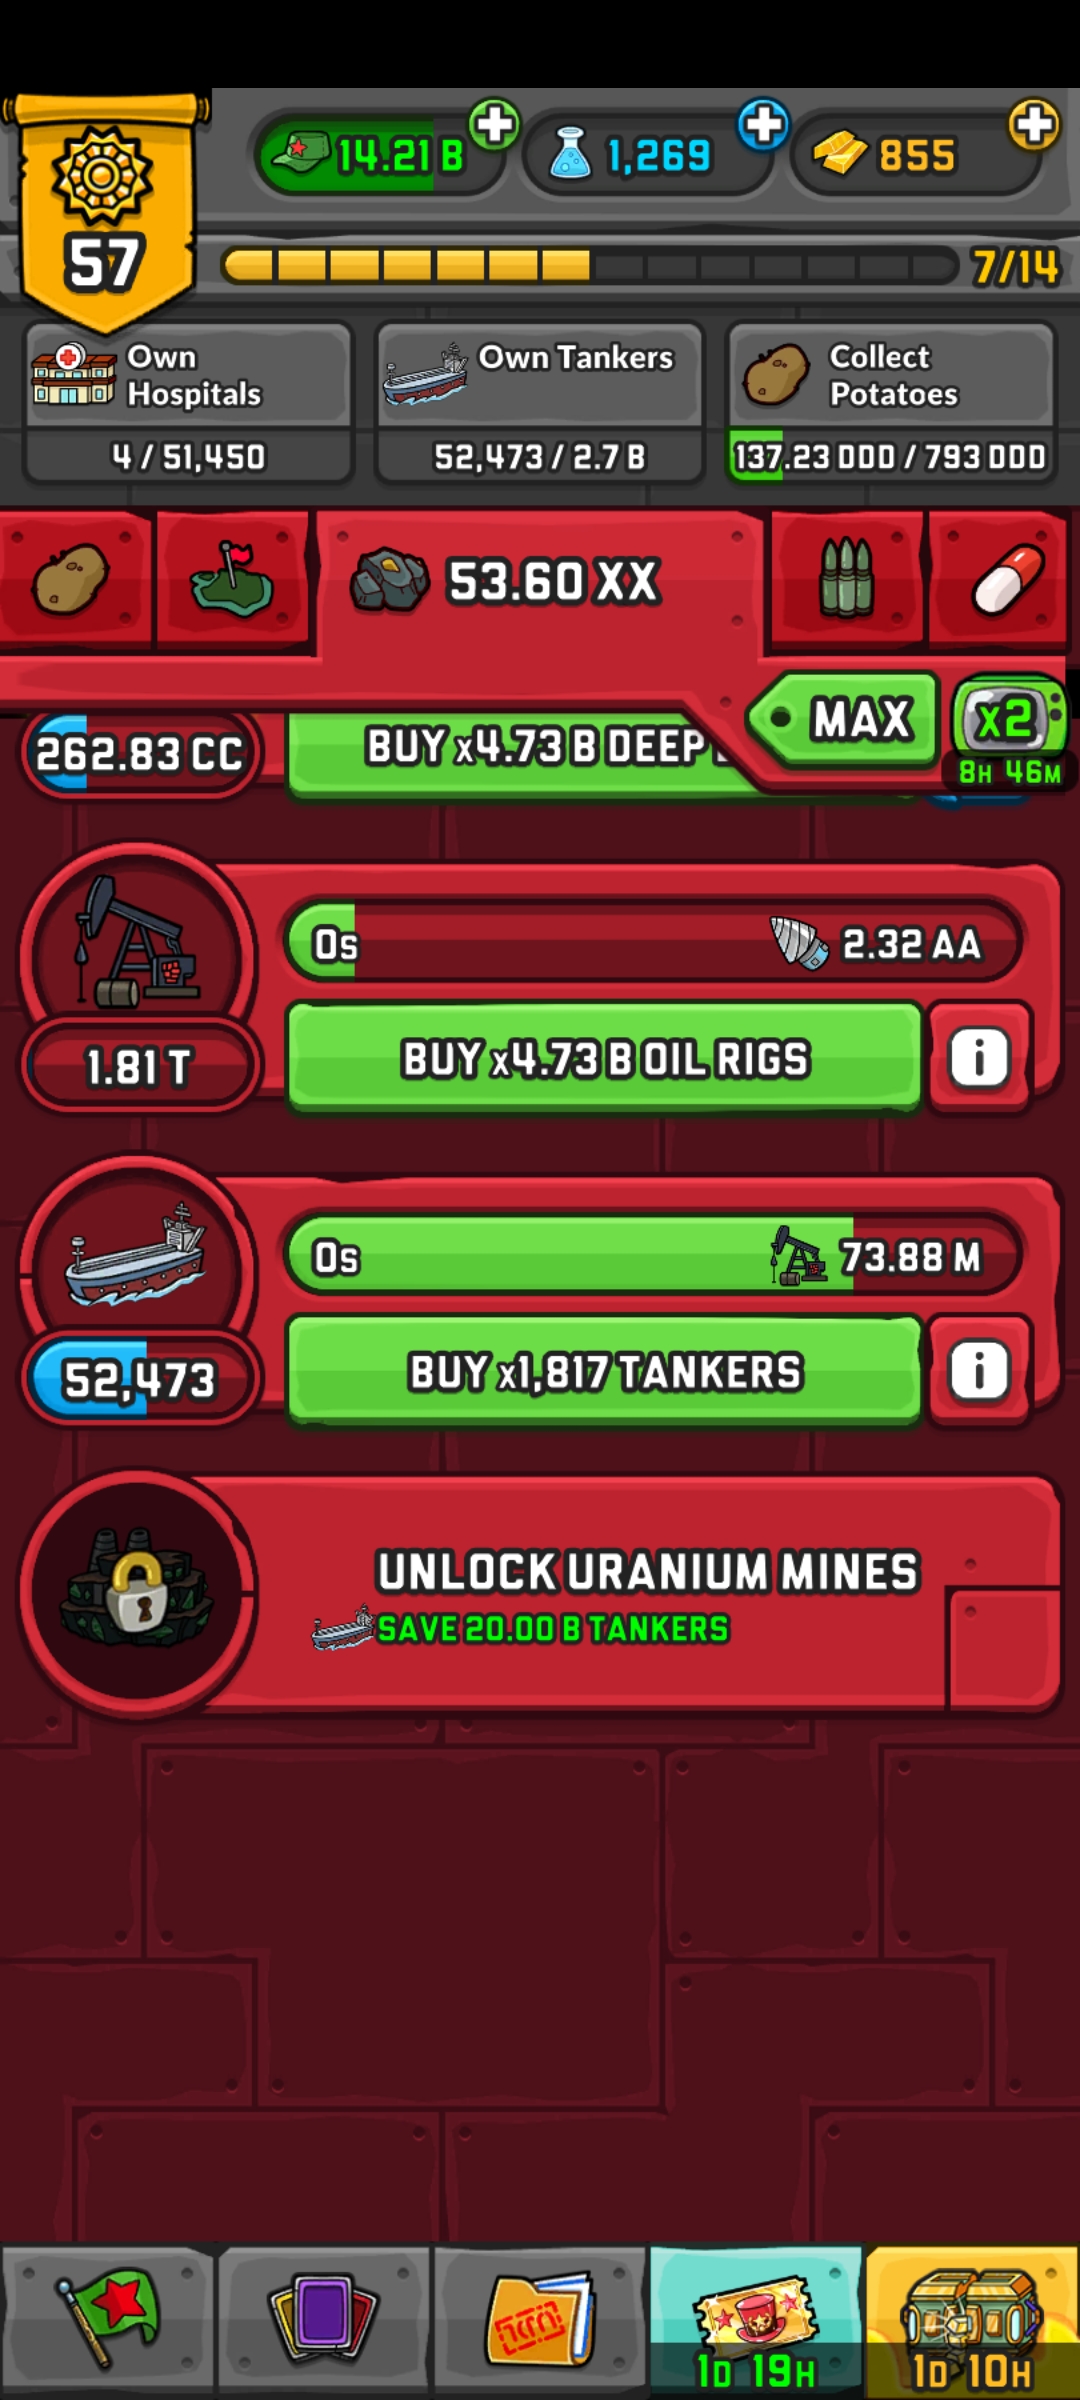 14.21 B
1,269
855
57
7/14
Own
Hospitals
4 / 51,450
Own Tankers
52,473 / 2.7 B
Collect
Potatoes
137.23 DDD / 793 DDD
53.60 XX
MAX
x2
8H 46M
262.83 CC
BUY x4.73 B DEEP
0s
2.32 AA
1.81 T
BUY x4.73 B OIL RIGS
i
0s
73.88 M
52,473
BUY x1,817 TANKERS
i
UNLOCK URANIUM MINES
SAVE 20.00 B TANKERS
1D 19H
1D 10H